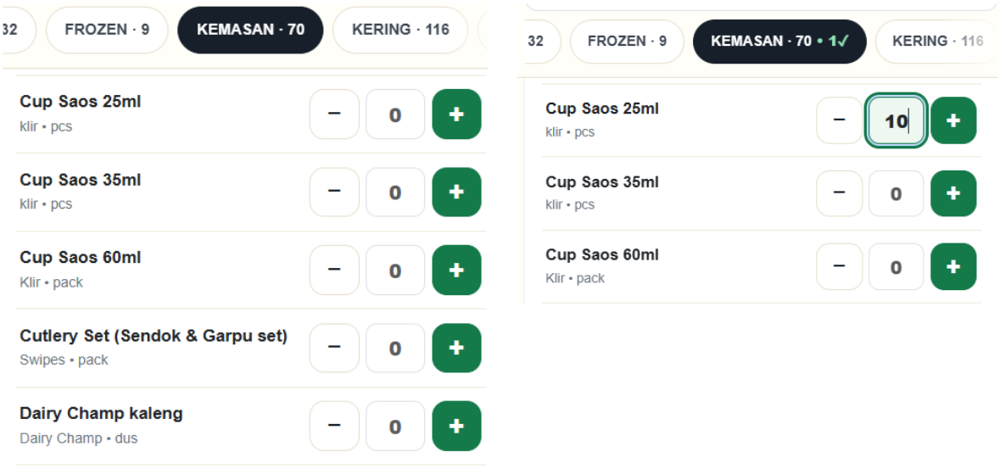 32 FROZEN · 9 KEMASAN · 70 KERING · 116
Cup Saos 25ml
klir • pcs
− 0 +
Cup Saos 35ml
klir • pcs
− 0 +
Cup Saos 60ml
Klir • pack
− 0 +
Cutlery Set (Sendok & Garpu set)
Swipes • pack
− 0 +
Dairy Champ kaleng
Dairy Champ • dus
− 0 +
32 FROZEN · 9 KEMASAN · 70 • 1✓ KERING · 116
Cup Saos 25ml
klir • pcs
− 10 +
Cup Saos 35ml
klir • pcs
− 0 +
Cup Saos 60ml
Klir • pack
− 0 +